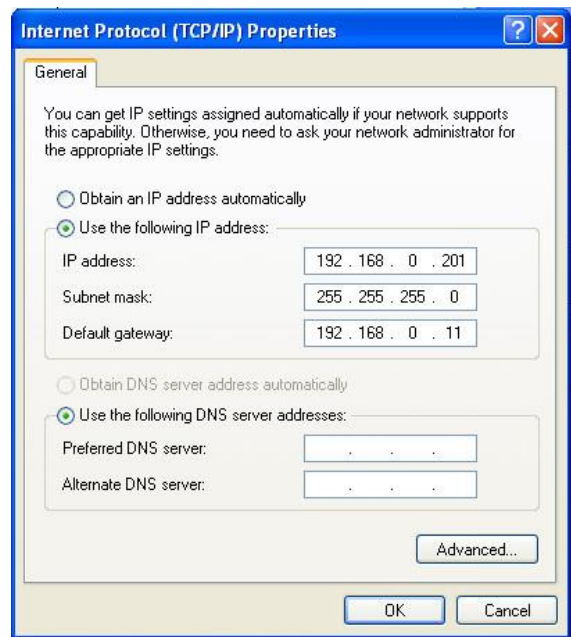 Internet Protocol (TCP/IP) Properties
General
You can get IP settings assigned automatically if your network supports
this capability. Otherwise, you need to ask your network administrator for
the appropriate IP settings.
Obtain an IP address automatically
Use the following IP address:
IP address: 192 . 168 . 0 . 201
Subnet mask: 255 . 255 . 255 . 0
Default gateway: 192 . 168 . 0 . 11
Obtain DNS server address automatically
Use the following DNS server addresses:
Preferred DNS server: . . .
Alternate DNS server: . . .
Advanced...
OK Cancel